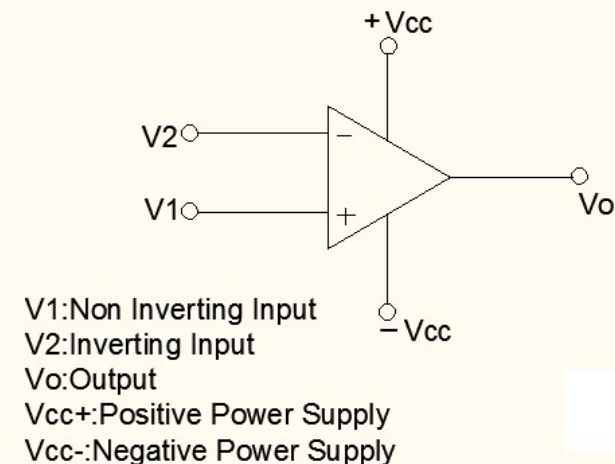 +Vcc
V2
−
V1
+
Vo
− Vcc
V1:Non Inverting Input
V2:Inverting Input
Vo:Output
Vcc+:Positive Power Supply
Vcc-:Negative Power Supply